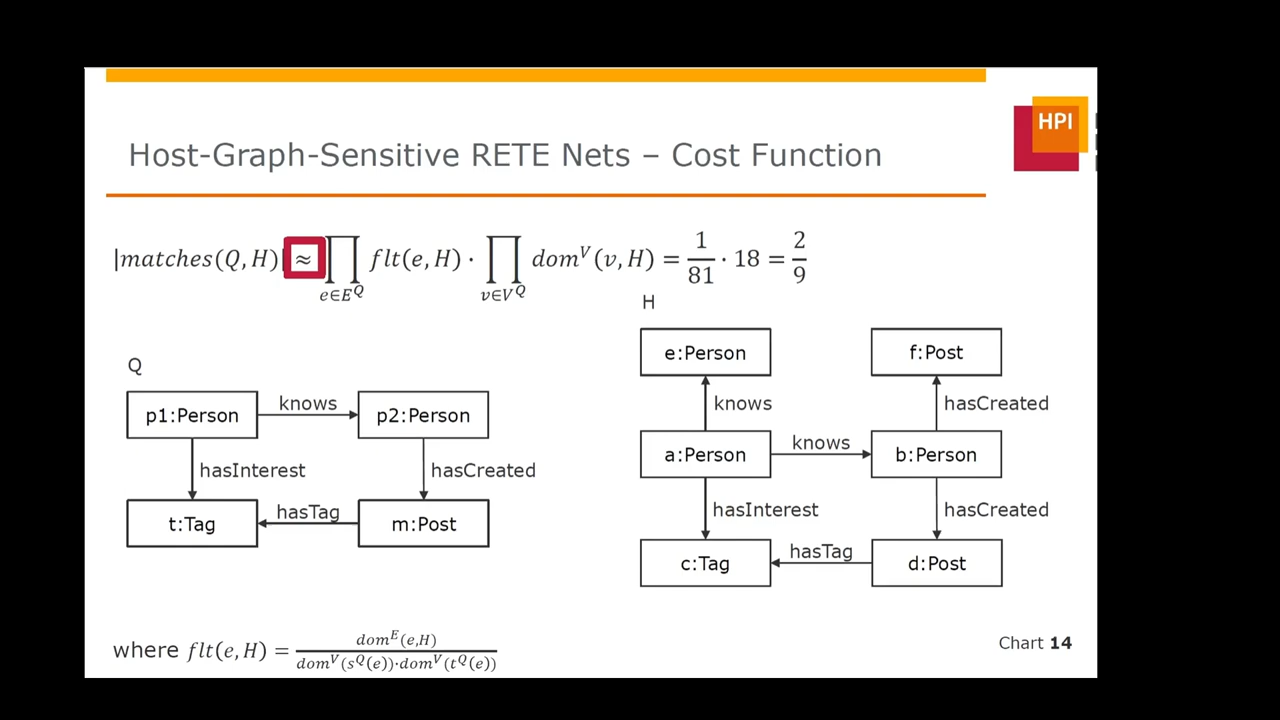 HPI
Host-Graph-Sensitive RETE Nets – Cost Function
|matches(Q, H)| ≈ ∏_{e∈E^Q} flt(e, H) · ∏_{v∈V^Q} dom^V(v, H) = 1/81 · 18 = 2/9
H
e:Person
f:Post
Q
p1:Person
knows
p2:Person
knows
hasCreated
a:Person
knows
b:Person
hasInterest
hasCreated
hasInterest
hasCreated
t:Tag
hasTag
m:Post
c:Tag
hasTag
d:Post
where flt(e, H) = dom^E(e,H) / dom^V(s^Q(e))·dom^V(t^Q(e))
Chart 14